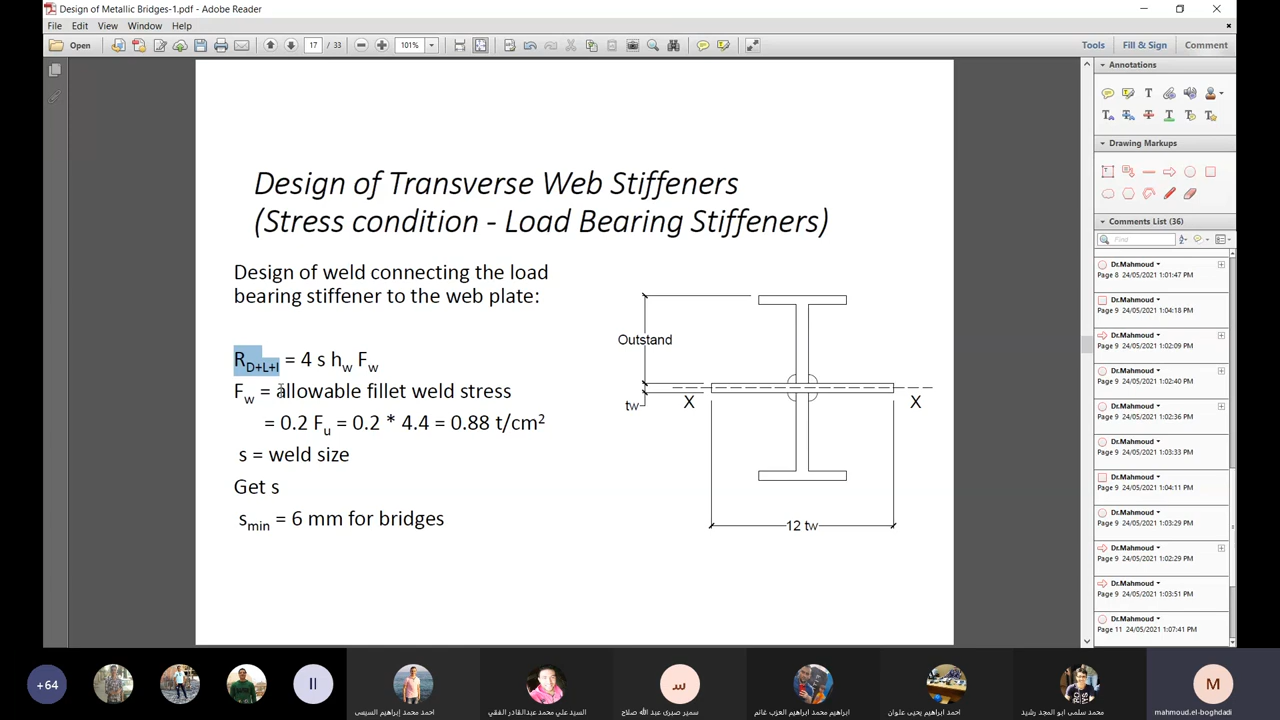 Design of Metallic Bridges-1.pdf - Adobe Reader
File Edit View Window Help
Open 17 / 33 101% Tools Fill & Sign Comment
Design of Transverse Web Stiffeners
(Stress condition - Load Bearing Stiffeners)
Design of weld connecting the load
bearing stiffener to the web plate:
R D+L+I = 4 s hw Fw
Fw = allowable fillet weld stress
= 0.2 Fu = 0.2 * 4.4 = 0.88 t/cm2
s = weld size
Get s
smin = 6 mm for bridges
Outstand
tw
X X
12 tw
Annotations
Drawing Markups
Comments List (36)
Find
Dr.Mahmoud
Page 8 24/05/2021 1:01:47 PM
Dr.Mahmoud
Page 9 24/05/2021 1:04:18 PM
Dr.Mahmoud
Page 9 24/05/2021 1:02:09 PM
Dr.Mahmoud
Page 9 24/05/2021 1:02:40 PM
Dr.Mahmoud
Page 9 24/05/2021 1:02:36 PM
Dr.Mahmoud
Page 9 24/05/2021 1:03:33 PM
Dr.Mahmoud
Page 9 24/05/2021 1:04:11 PM
Dr.Mahmoud
Page 9 24/05/2021 1:03:29 PM
Dr.Mahmoud
Page 9 24/05/2021 1:02:29 PM
Dr.Mahmoud
Page 9 24/05/2021 1:03:51 PM
Dr.Mahmoud
Page 11 24/05/2021 1:07:41 PM
+64
II
س
M
احمد محمد إبراهيم السيسى
السيد علي محمد عبدالقادر الفقي
سمير صبرى عبد الله صلاح
ابراهيم محمد ابراهيم العزب غانم
احمد ابراهيم يحيى علوان
محمد سلمى ابو المجد رشيد
mahmoud.el-boghdadi